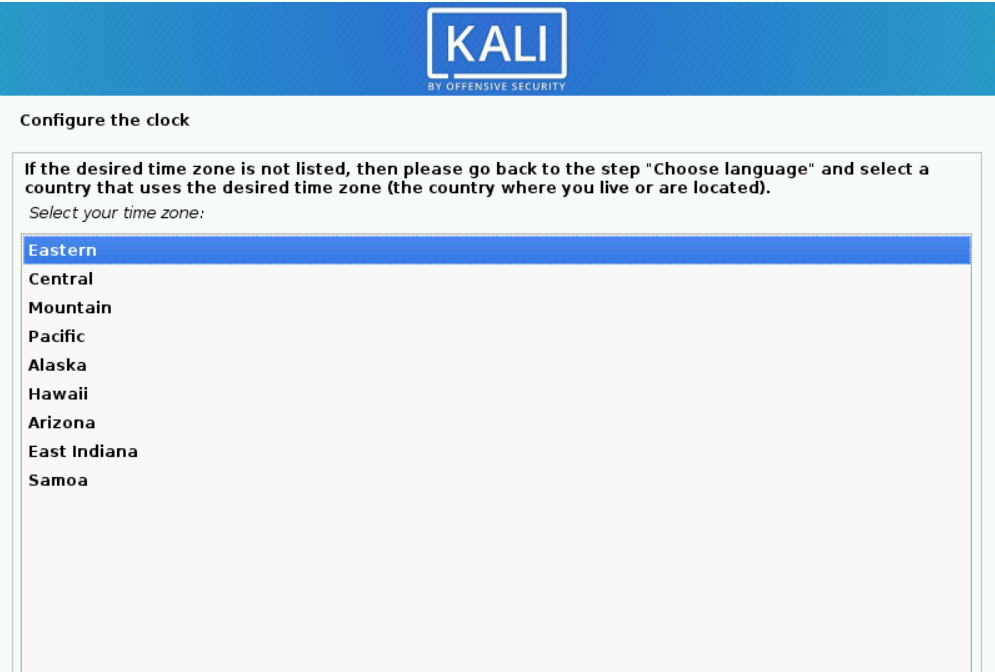 KALI
BY OFFENSIVE SECURITY
Configure the clock
If the desired time zone is not listed, then please go back to the step "Choose language" and select a
country that uses the desired time zone (the country where you live or are located).
Select your time zone:
Eastern
Central
Mountain
Pacific
Alaska
Hawaii
Arizona
East Indiana
Samoa